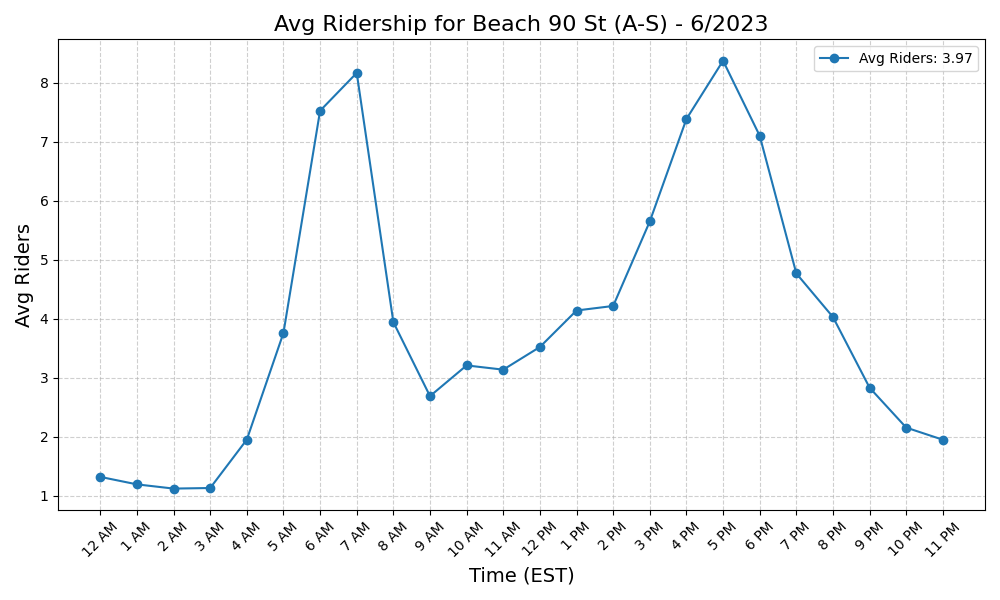 Avg Ridership for Beach 90 St (A-S) - 6/2023
Avg Riders: 3.97
Avg Riders
8
7
6
5
4
3
2
1
12 AM
1 AM
2 AM
3 AM
4 AM
5 AM
6 AM
7 AM
8 AM
9 AM
10 AM
11 AM
12 PM
1 PM
2 PM
3 PM
4 PM
5 PM
6 PM
7 PM
8 PM
9 PM
10 PM
11 PM
Time (EST)